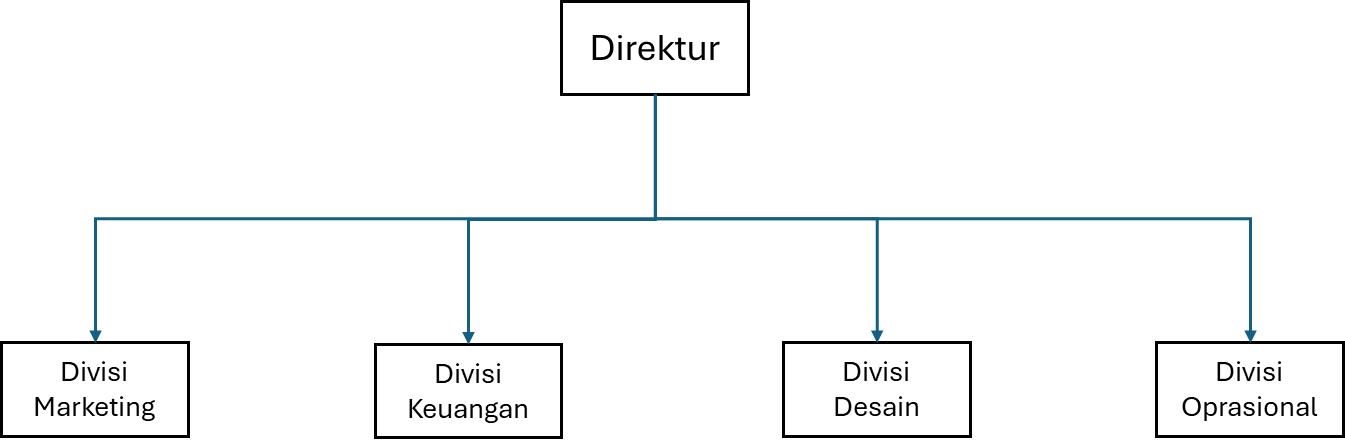 Direktur
Divisi
Marketing
Divisi
Keuangan
Divisi
Desain
Divisi
Oprasional